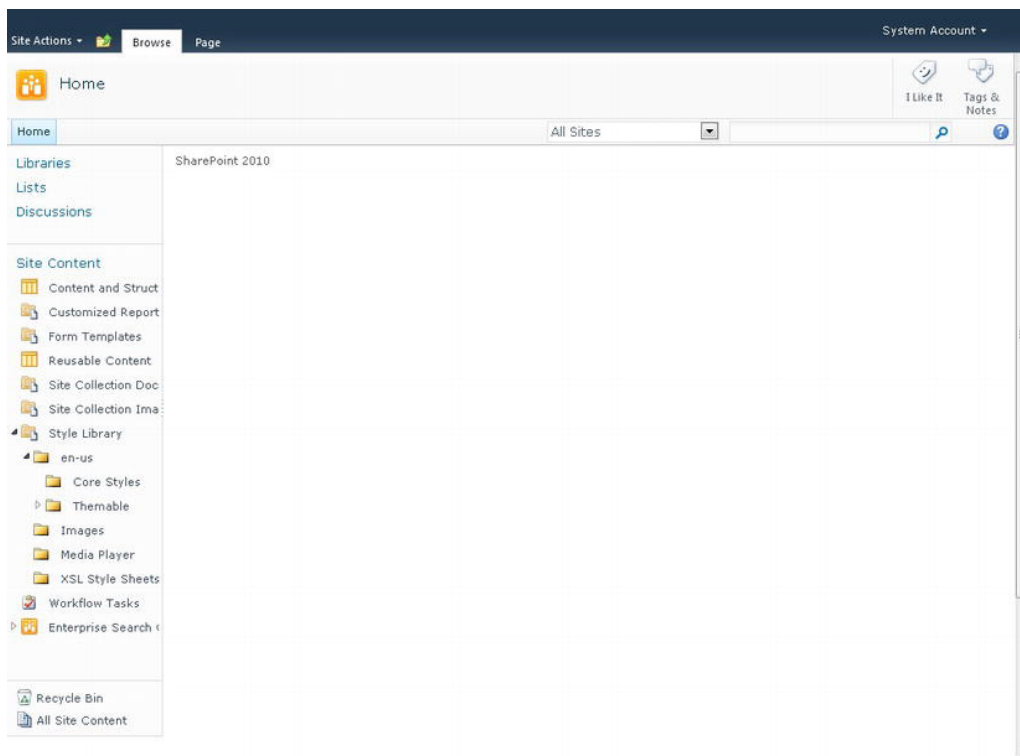 System Account
Site Actions Browse Page
Home
I Like It
Tags &
Notes
Home All Sites
Libraries
SharePoint 2010
Lists
Discussions
Site Content
Content and Struct
Customized Report
Form Templates
Reusable Content
Site Collection Doc
Site Collection Ima
Style Library
en-us
Core Styles
Themable
Images
Media Player
XSL Style Sheets
Workflow Tasks
Enterprise Search
Recycle Bin
All Site Content